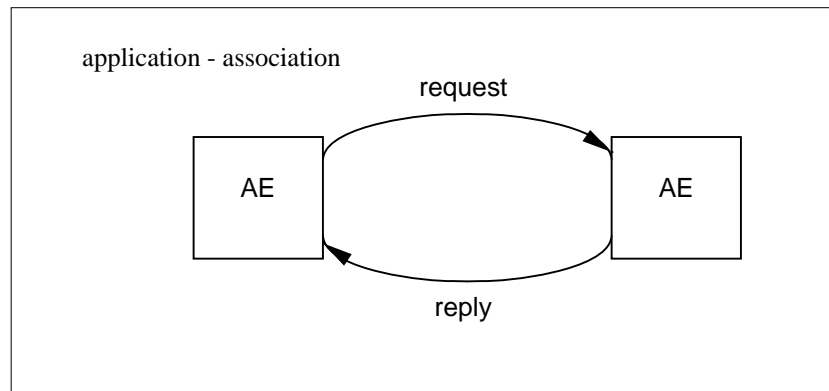 application - association
request
AE
AE
reply